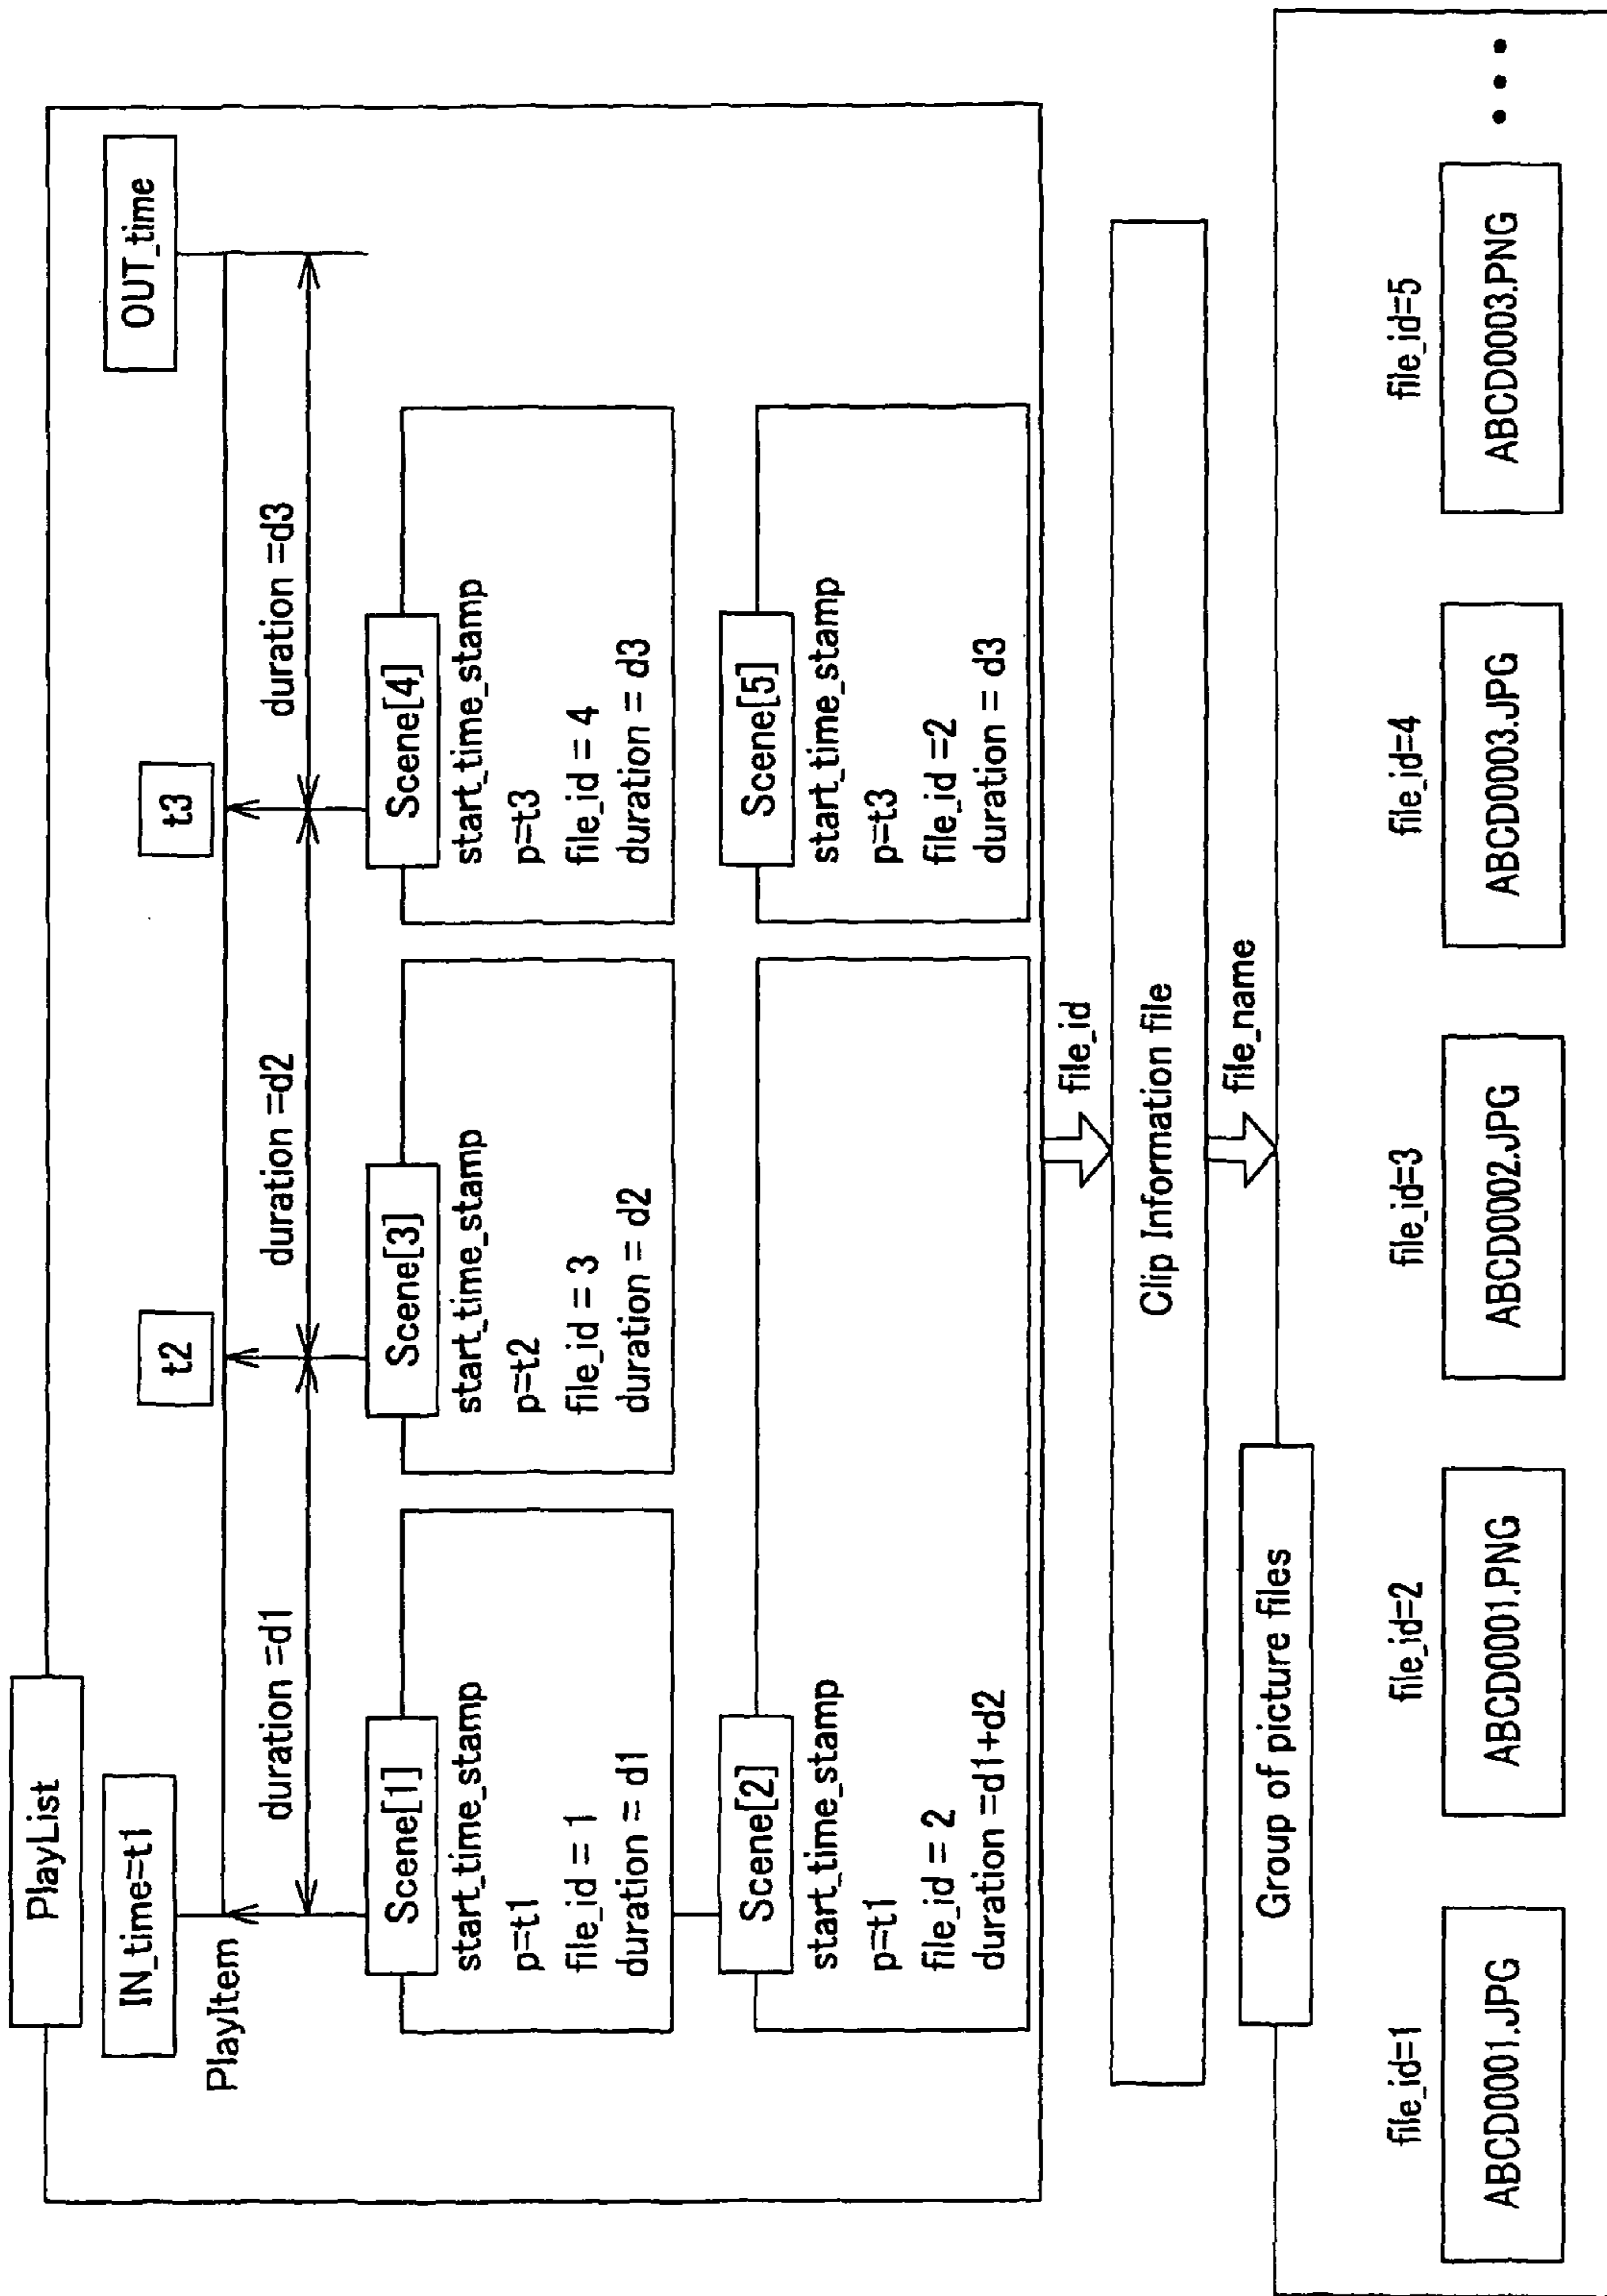 PlayList
IN_time=t1
t2
t3
OUT_time
PlayItem
duration =d1
duration =d2
duration =d3
Scene[1]
start_time_stamp
p=t1
file_id = 1
duration = d1
Scene[3]
start_time_stamp
p=t2
file_id = 3
duration = d2
Scene[4]
start_time_stamp
p=t3
file_id = 4
duration = d3
Scene[2]
start_time_stamp
p=t1
file_id = 2
duration =d1+d2
Scene[5]
start_time_stamp
p=t3
file_id =2
duration = d3
file_id
Clip Information file
file_name
Group of picture files
file_id=1
ABCD0001.JPG
file_id=2
ABCD0001.PNG
file_id=3
ABCD0002.JPG
file_id=4
ABCD0003.JPG
file_id=5
ABCD0003.PNG
• • •